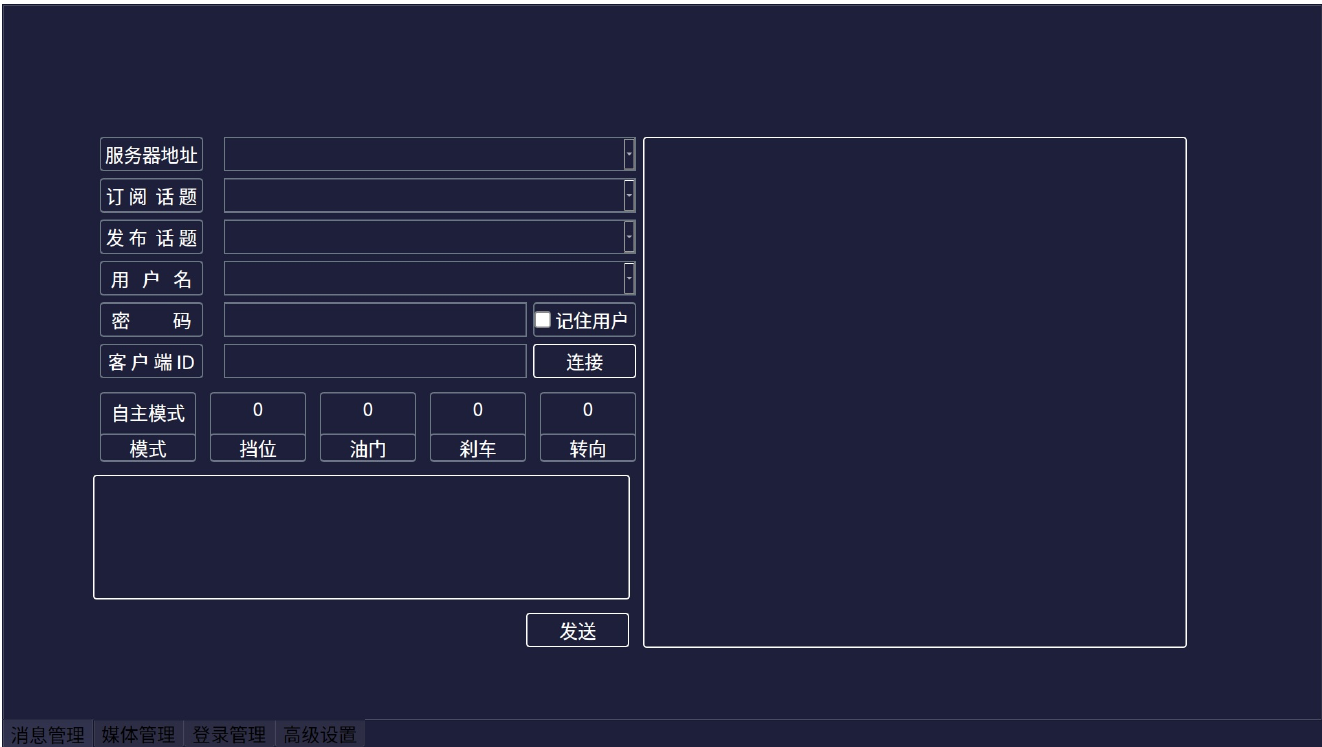 服务器地址
订 阅 话 题
发 布 话 题
用 户 名
密 码
记住用户
客 户 端 ID
连接
自主模式 0 0 0 0
模式 挡位 油门 刹车 转向
发送
消息管理 媒体管理 登录管理 高级设置